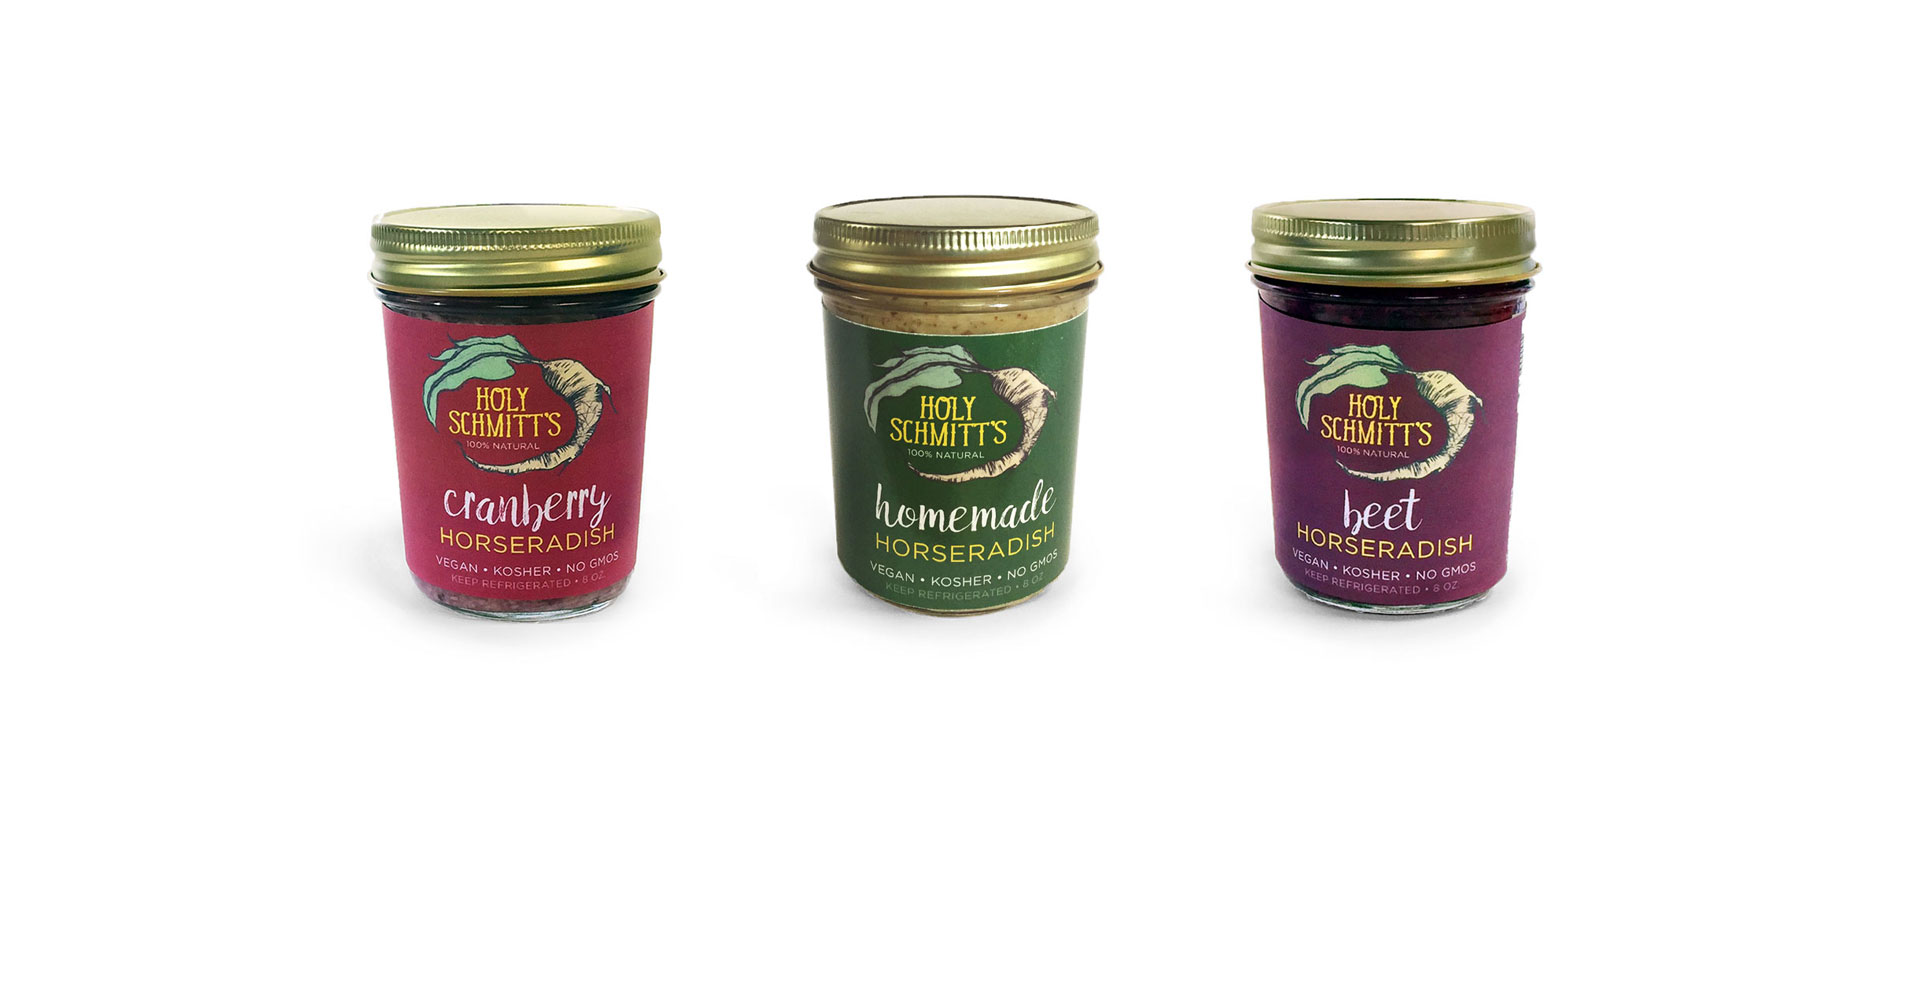 HOLY
SCHMITT'S
100% NATURAL
cranberry
HORSERADISH
VEGAN • KOSHER • NO GMOS
KEEP REFRIGERATED • 8 OZ.
HOLY
SCHMITT'S
100% NATURAL
homemade
HORSERADISH
VEGAN • KOSHER • NO GMOS
KEEP REFRIGERATED • 8 OZ
HOLY
SCHMITT'S
100% NATURAL
beet
HORSERADISH
VEGAN • KOSHER • NO GMOS
KEEP REFRIGERATED • 8 OZ.